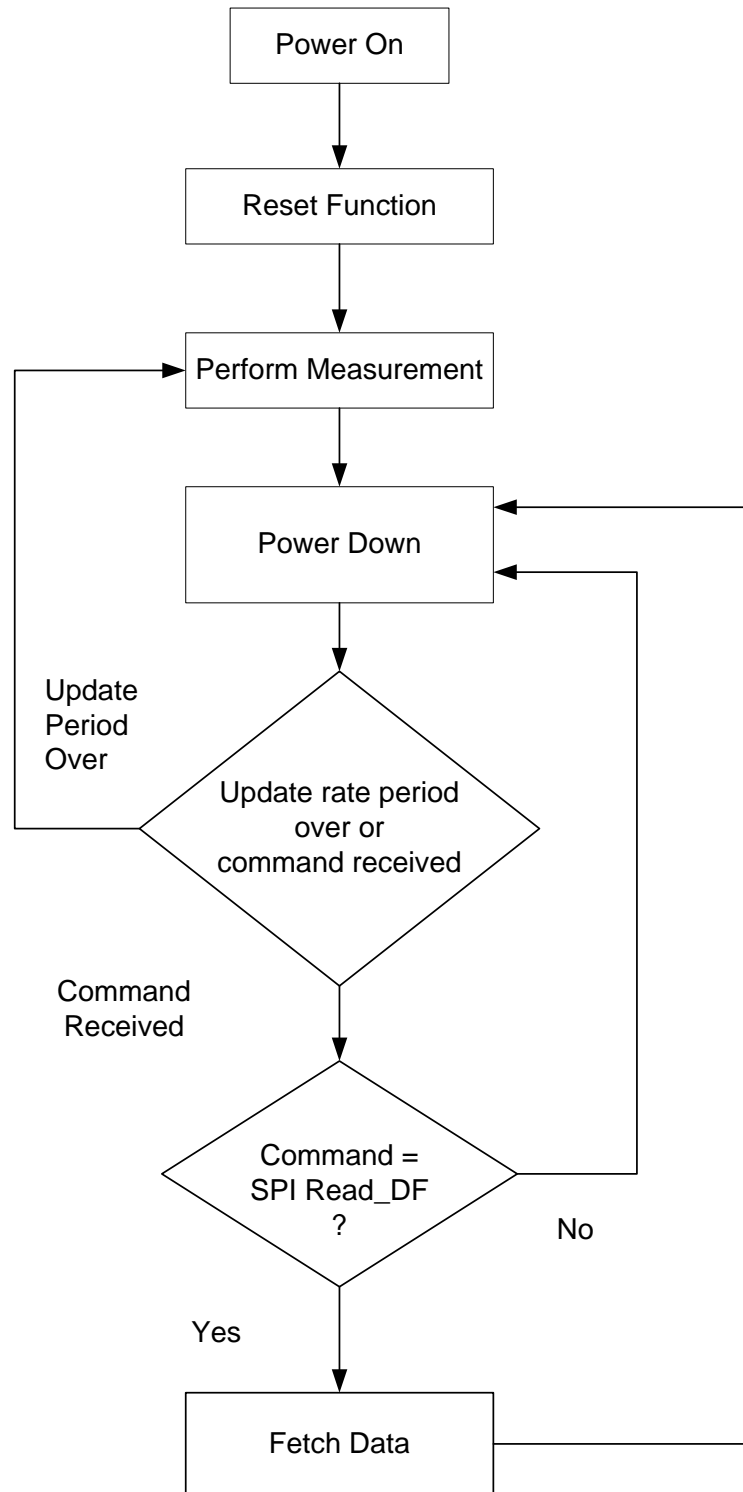 Power On
Reset Function
Perform Measurement
Power Down
Update
Period
Over
Update rate period
over or
command received
Command
Received
Command =
SPI Read_DF
?
No
Yes
Fetch Data